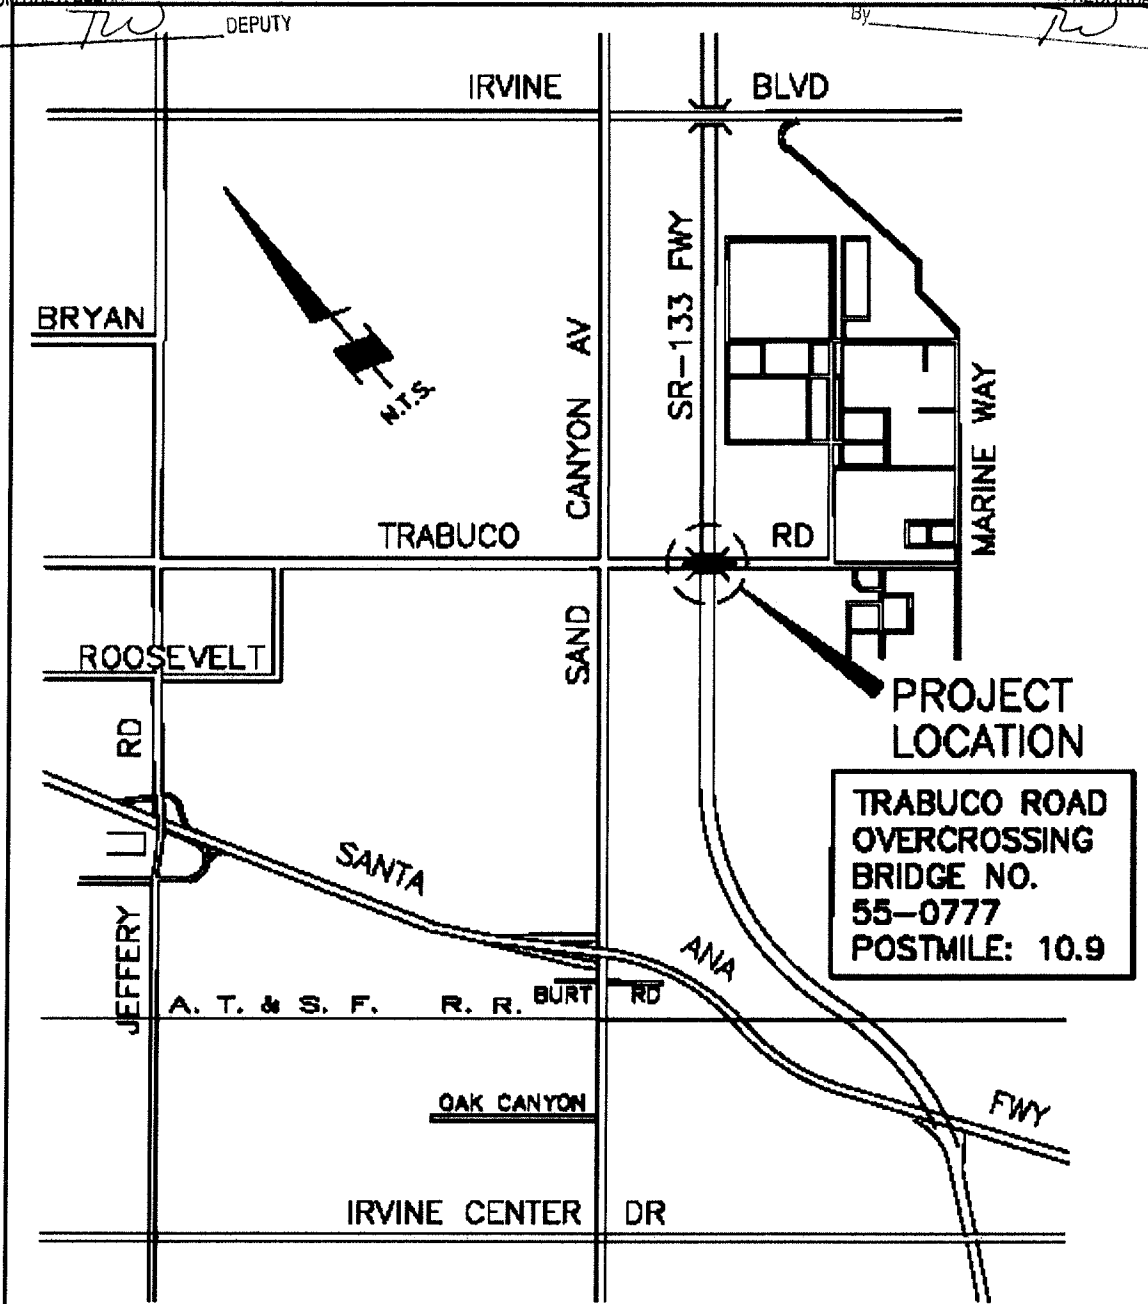 DEPUTY
By
IRVINE BLVD
SR-133 FWY
BRYAN
SAND CANYON AV
N.T.S.
MARINE WAY
TRABUCO RD
ROOSEVELT
PROJECT
LOCATION
JEFFERY RD
TRABUCO ROAD
OVERCROSSING
BRIDGE NO.
55-0777
POSTMILE: 10.9
SANTA ANA FWY
BURT RD
A. T. & S. F. R. R.
OAK CANYON
IRVINE CENTER DR